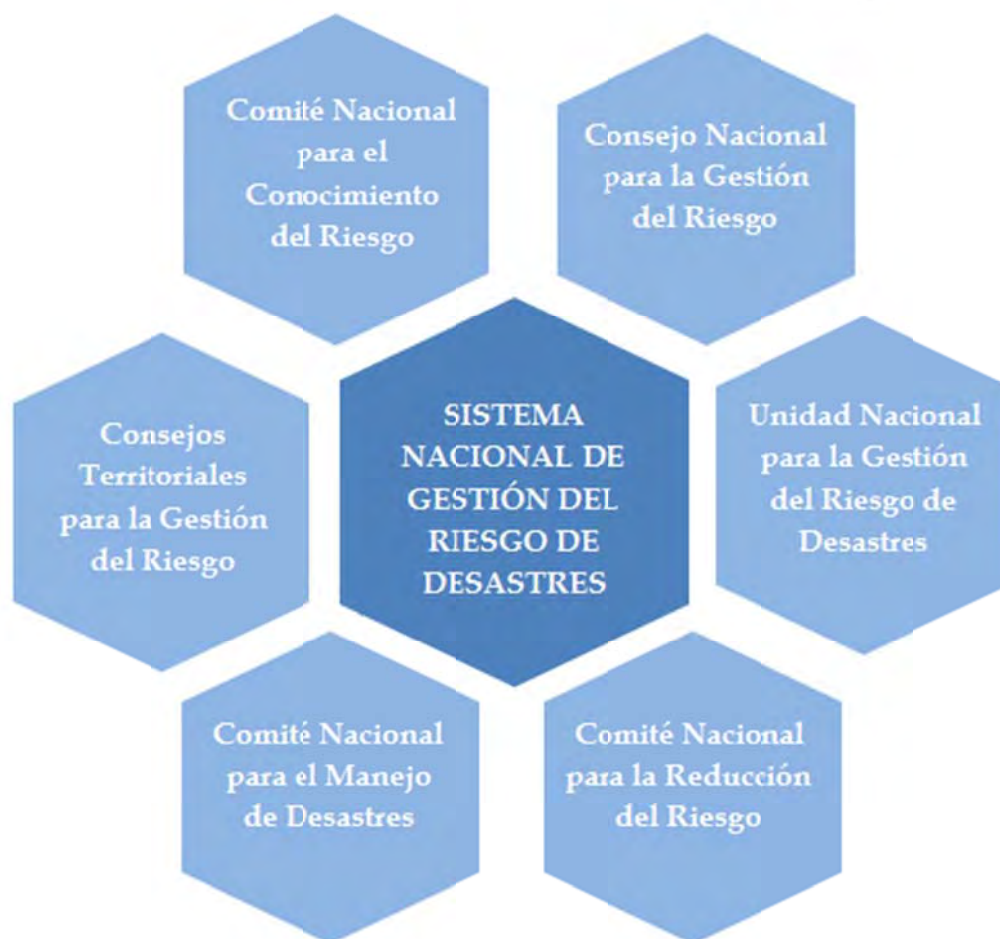 Comité Nacional
para el
Conocimiento
del Riesgo
Consejo Nacional
para la Gestión
del Riesgo
Consejos
Territoriales
para la Gestión
del Riesgo
SISTEMA
NACIONAL DE
GESTIÓN DEL
RIESGO DE
DESASTRES
Unidad Nacional
para la Gestión
del Riesgo de
Desastres
Comité Nacional
para el Manejo
de Desastres
Comité Nacional
para la Reducción
del Riesgo